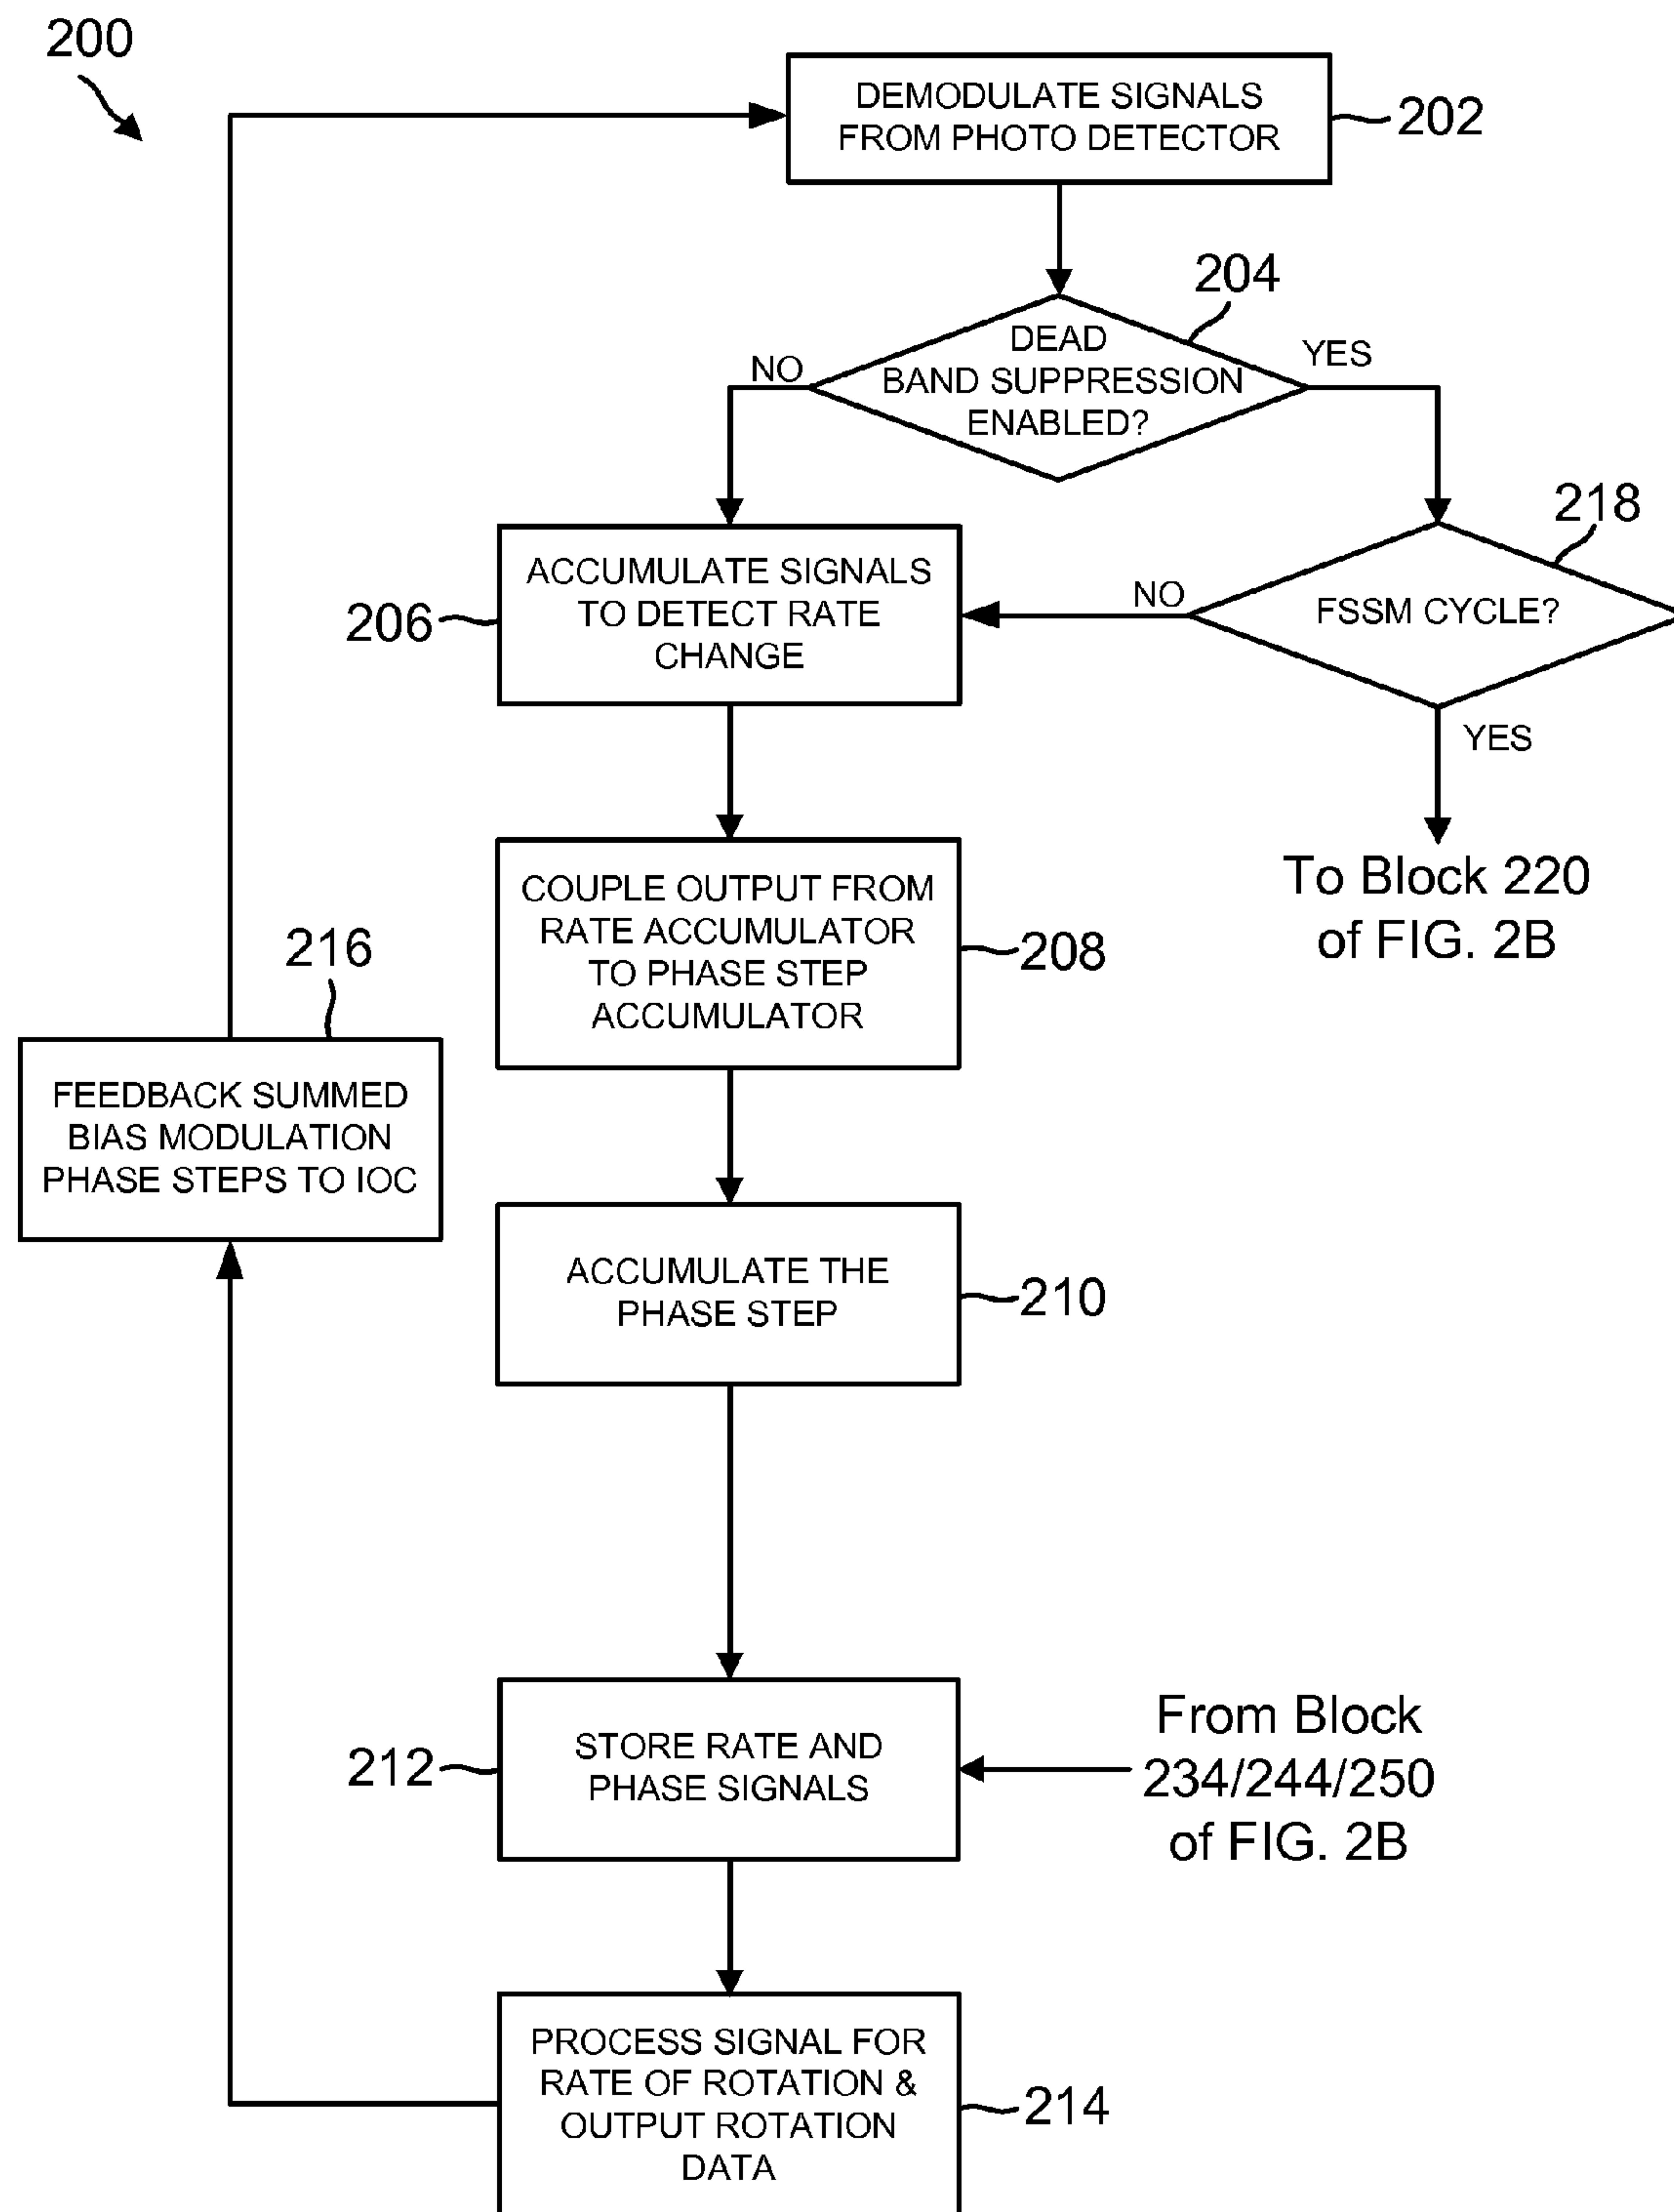 200
DEMODULATE SIGNALS
FROM PHOTO DETECTOR
202
204
DEAD
BAND SUPPRESSION
ENABLED?
NO
YES
218
FSSM CYCLE?
NO
YES
ACCUMULATE SIGNALS
TO DETECT RATE
CHANGE
206
To Block 220
of FIG. 2B
COUPLE OUTPUT FROM
RATE ACCUMULATOR
TO PHASE STEP
ACCUMULATOR
208
216
FEEDBACK SUMMED
BIAS MODULATION
PHASE STEPS TO IOC
ACCUMULATE THE
PHASE STEP
210
STORE RATE AND
PHASE SIGNALS
212
From Block
234/244/250
of FIG. 2B
PROCESS SIGNAL FOR
RATE OF ROTATION &
OUTPUT ROTATION
DATA
214